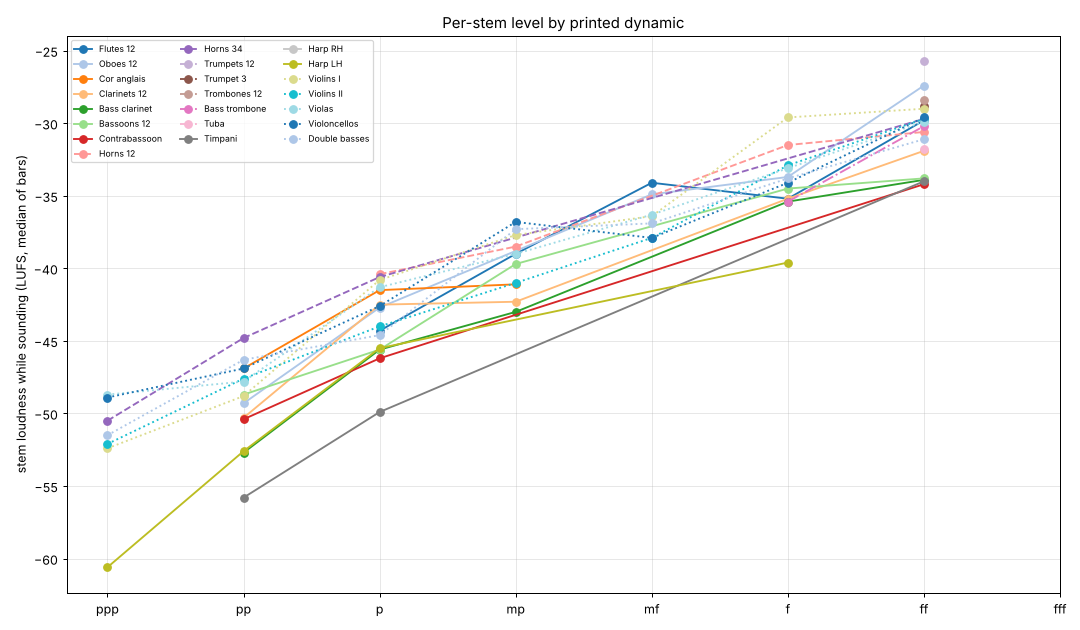 Per-stem level by printed dynamic
Flutes 12
Oboes 12
Cor anglais
Clarinets 12
Bass clarinet
Bassoons 12
Contrabassoon
Horns 12
Horns 34
Trumpets 12
Trumpet 3
Trombones 12
Bass trombone
Tuba
Timpani
Harp RH
Harp LH
Violins I
Violins II
Violas
Violoncellos
Double basses
stem loudness while sounding (LUFS, median of bars)
−25
−30
−35
−40
−45
−50
−55
−60
ppp pp p mp mf f ff fff